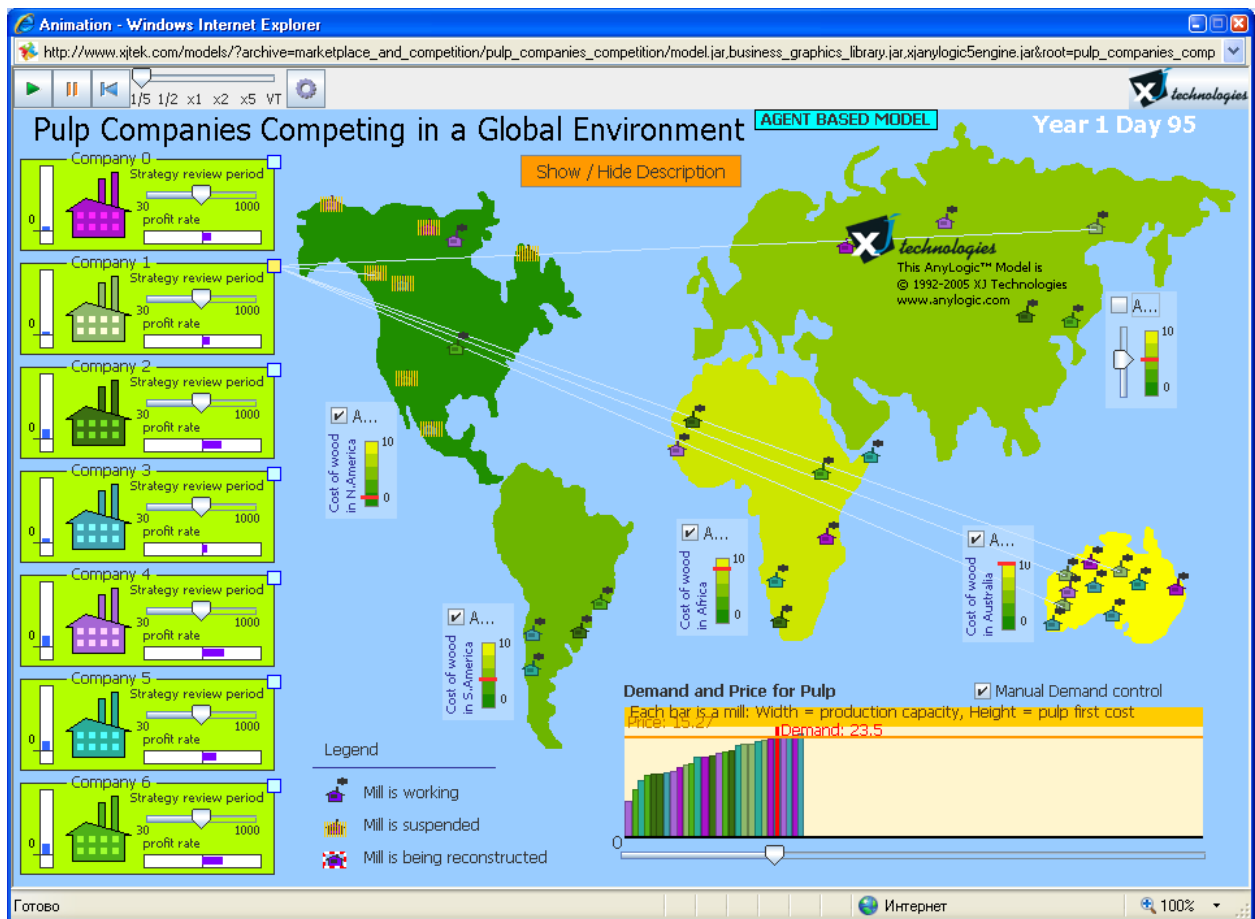 Animation - Windows Internet Explorer
http://www.xjtek.com/models/?archive=marketplace_and_competition/pulp_companies_competition/model.jar,business_graphics_library.jar,xjanylogic5engine.jar&root=pulp_companies_comp
1/5 1/2 x1 x2 x5 VT
XJ technologies
Pulp Companies Competing in a Global Environment
AGENT BASED MODEL
Year 1 Day 95
Show / Hide Description
Company 0
Strategy review period
30 1000
profit rate
0
Company 1
Strategy review period
30 1000
profit rate
0
Company 2
Strategy review period
30 1000
profit rate
0
Company 3
Strategy review period
30 1000
profit rate
0
Company 4
Strategy review period
30 1000
profit rate
0
Company 5
Strategy review period
30 1000
profit rate
0
Company 6
Strategy review period
30 1000
profit rate
0
XJ technologies
This AnyLogic™ Model is
© 1992-2005 XJ Technologies
www.anylogic.com
A...
10
0
A...
Cost of wood
in N.America
10
0
A...
Cost of wood
in S.America
10
0
A...
Cost of wood
in Africa
10
0
A...
Cost of wood
in Australia
10
0
Legend
Mill is working
Mill is suspended
Mill is being reconstructed
Demand and Price for Pulp
Manual Demand control
Each bar is a mill: Width = production capacity, Height = pulp first cost
Price: 15.27
Demand: 23.5
0
Готово
Интернет
100%